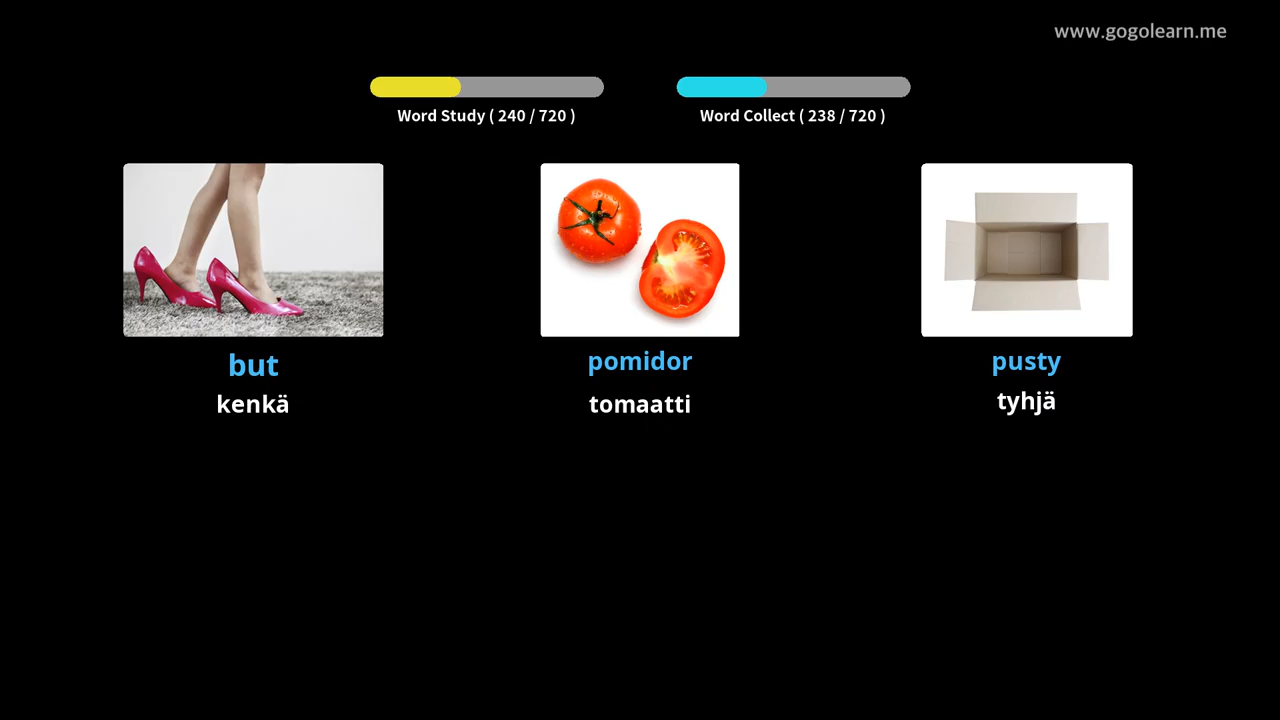 www.gogolearn.me
Word Study ( 240 / 720 )
Word Collect ( 238 / 720 )
but
pomidor
pusty
kenkä
tomaatti
tyhjä